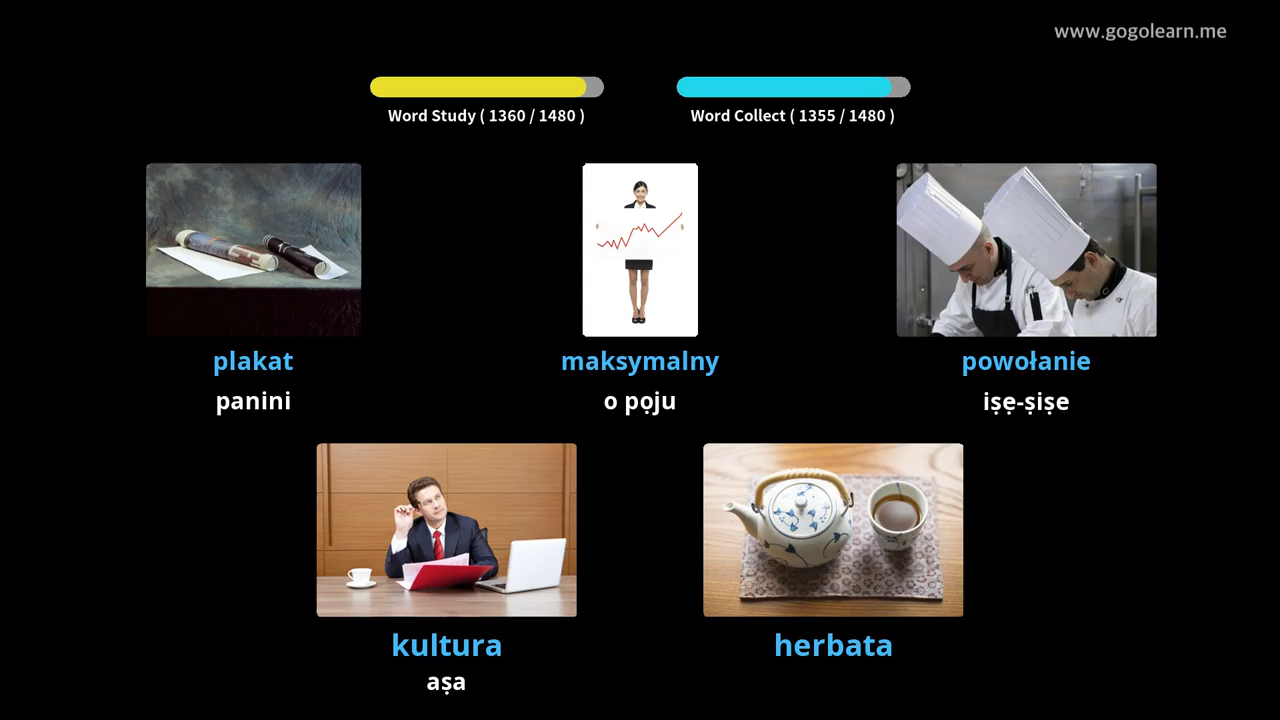 www.gogolearn.me
Word Study ( 1360 / 1480 )
Word Collect ( 1355 / 1480 )
plakat
maksymalny
powołanie
panini
o pọju
iṣẹ-ṣiṣe
kultura
herbata
aṣa